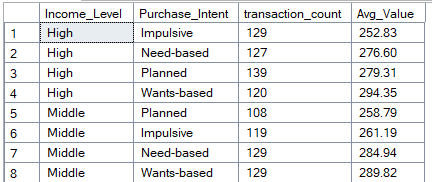 Income_Level Purchase_Intent transaction_count Avg_Value
1 High Impulsive 129 252.83
2 High Need-based 127 276.60
3 High Planned 139 279.31
4 High Wants-based 120 294.35
5 Middle Planned 108 258.79
6 Middle Impulsive 119 261.19
7 Middle Need-based 129 284.94
8 Middle Wants-based 129 289.82